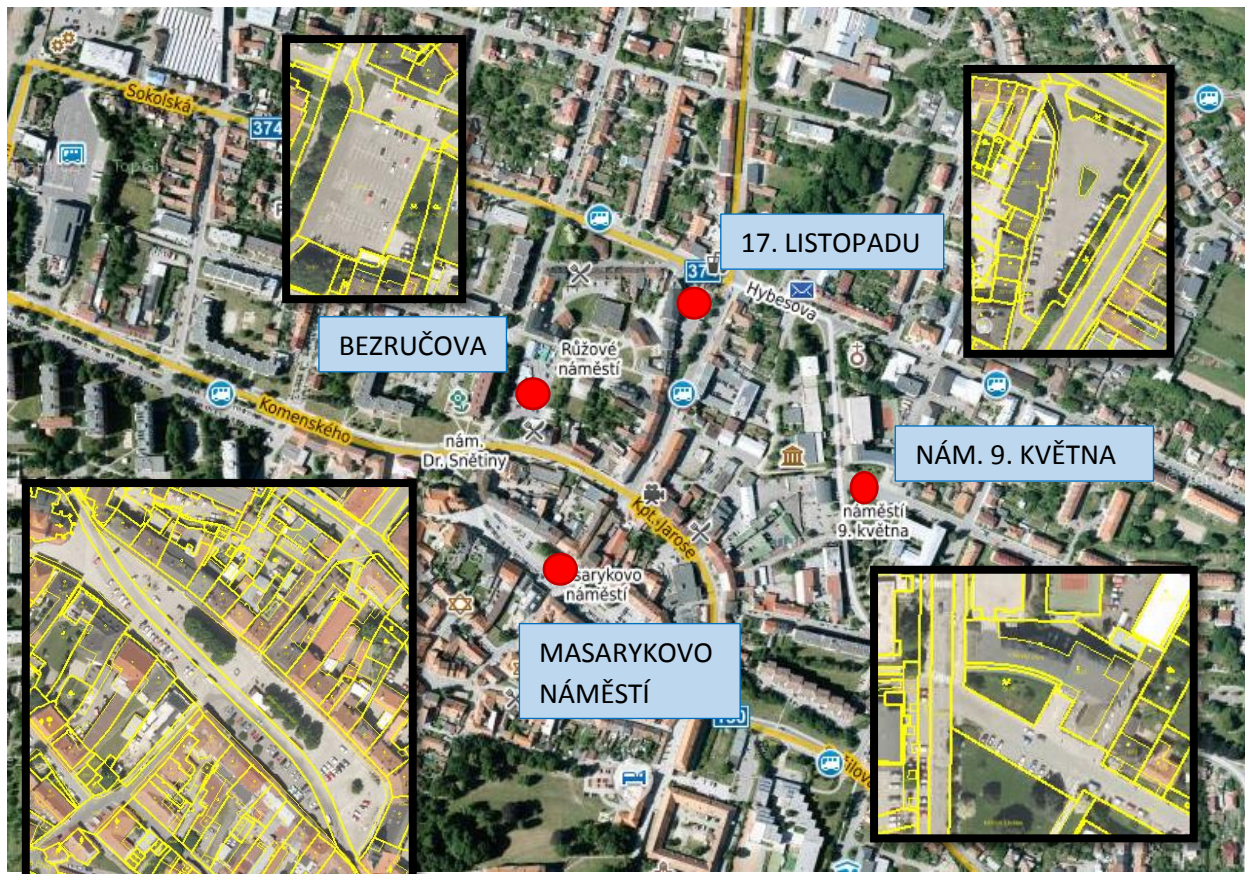 Sokolská
374
17. LISTOPADU
Hybešova
BEZRUČOVA
Růžové
náměstí
Komenského
nám.
Dr. Snětiny
NÁM. 9. KVĚTNA
náměstí
9. května
Kpt. Jaroše
náměstí
MASARYKOVO
NÁMĚSTÍ